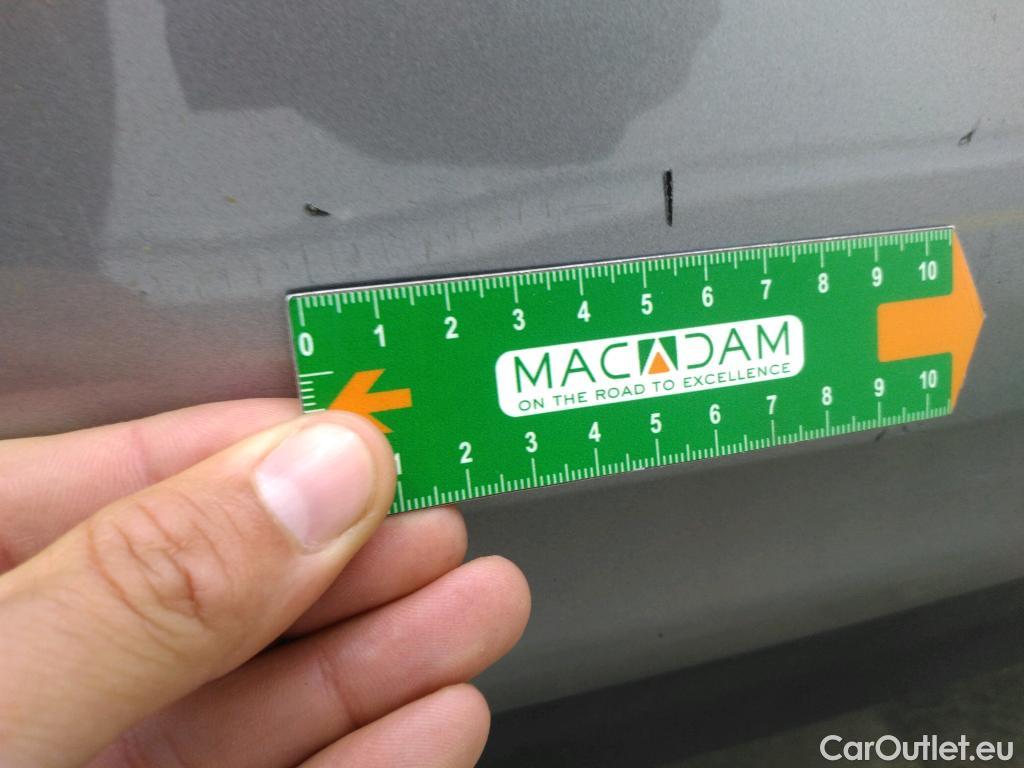 0 1 2 3 4 5 6 7 8 9 10
MACADAM
ON THE ROAD TO EXCELLENCE
1 2 3 4 5 6 7 8 9 10
CarOutlet.eu